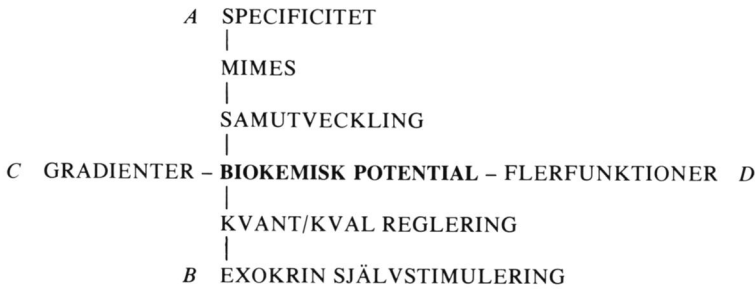 A SPECIFICITET
MIMES
SAMUTVECKLING
C GRADIENTER – BIOKEMISK POTENTIAL – FLERFUNKTIONER D
KVANT/KVAL REGLERING
B EXOKRIN SJÄLVSTIMULERING